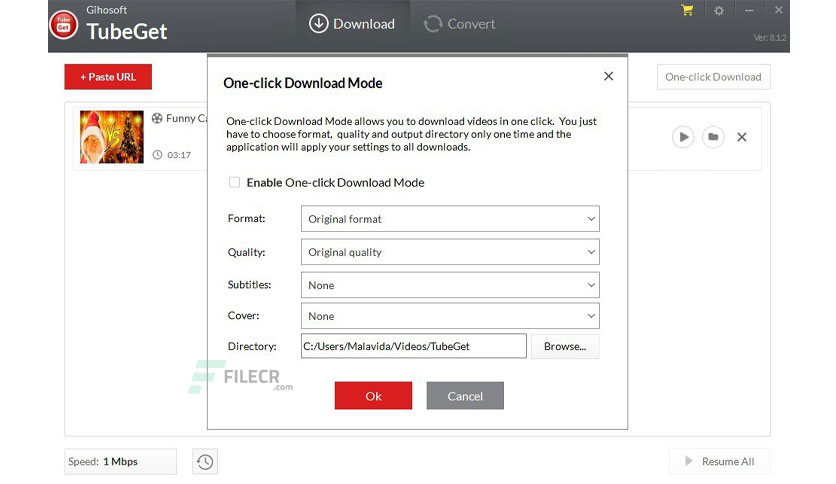 Gihosoft
TubeGet
Tube
Get
Download
Convert
Ver: 8.1.2
+ Paste URL
One-click Download
One-click Download Mode
One-click Download Mode allows you to download videos in one click. You just
have to choose format, quality and output directory only one time and the
application will apply your settings to all downloads.
Funny Ca
VS
03:17
Enable One-click Download Mode
Format: Original format
Quality: Original quality
Subtitles: None
Cover: None
Directory: C:/Users/Malavida/Videos/TubeGet Browse...
FILECR
.com
Ok Cancel
Speed: 1 Mbps
Resume All